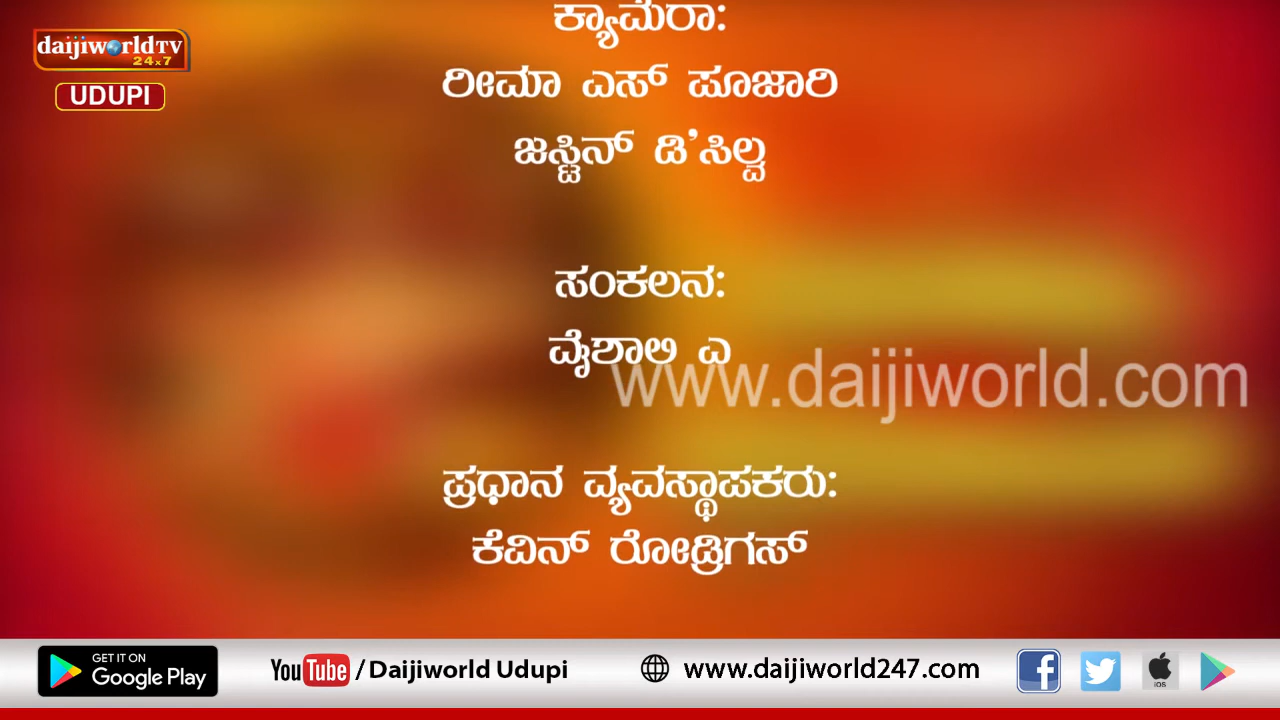 ಕ್ಯಾಮೆರಾ:
daijiworldTV
24x7
UDUPI
ರೀಮಾ ಎಸ್ ಪೂಜಾರಿ
ಜಸ್ಟಿನ್ ಡಿ'ಸಿಲ್ವ
ಸಂಕಲನ:
ವೈಶಾಲಿ ಎ
www.daijiworld.com
ಪ್ರಧಾನ ವ್ಯವಸ್ಥಾಪಕರು:
ಕೆವಿನ್ ರೋಡ್ರಿಗಸ್
GET IT ON
Google Play
YouTube / Daijiworld Udupi
www.daijiworld247.com
f
iOS